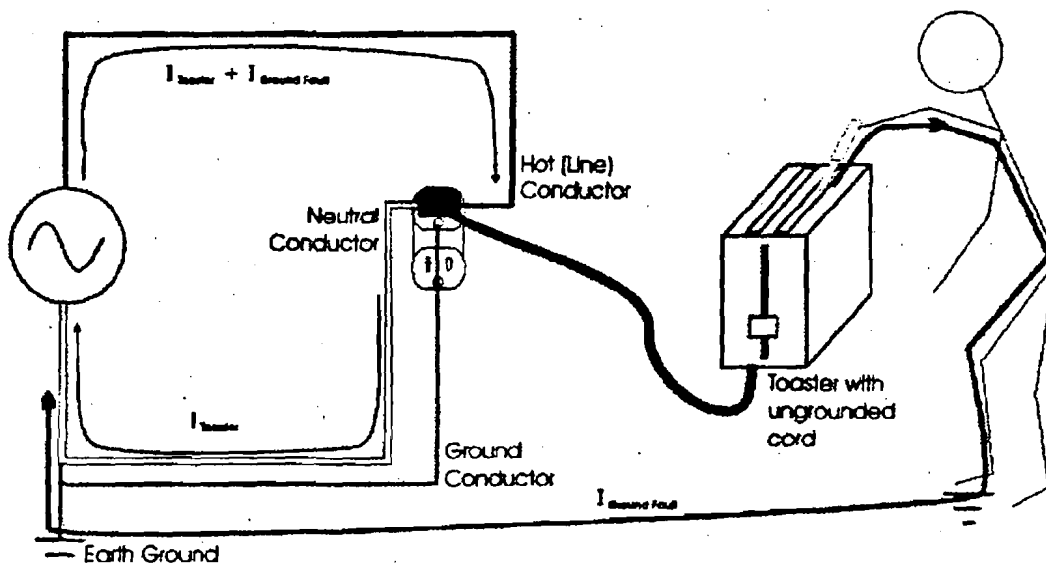 I Toaster + I Ground Fault
Hot (Line)
Conductor
Neutral
Conductor
Toaster with
ungrounded
cord
I Toaster
Ground
Conductor
I Ground Fault
Earth Ground